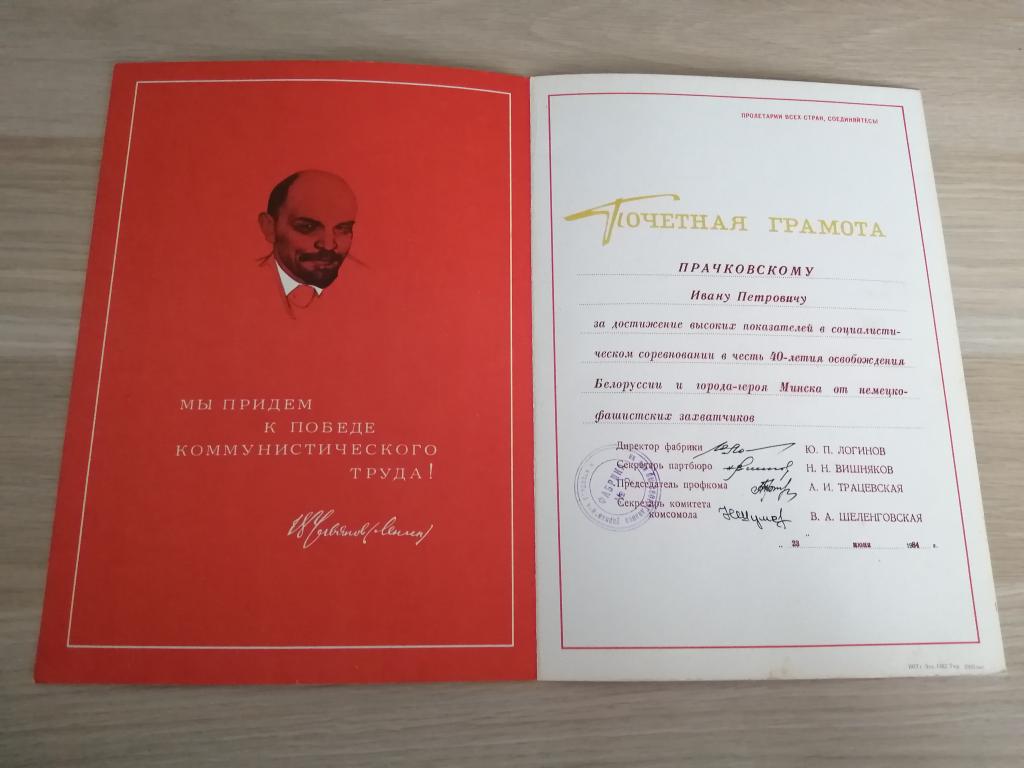 МЫ ПРИДЕМ
К ПОБЕДЕ
КОММУНИСТИЧЕСКОГО
ТРУДА!
ПРОЛЕТАРИИ ВСЕХ СТРАН, СОЕДИНЯЙТЕСЬ!
ПОЧЕТНАЯ ГРАМОТА
ПРАЧКОВСКОМУ
Ивану Петровичу
за достижение высоких показателей в социалисти-
ческом соревновании в честь 40-летия освобождения
Белоруссии и города-героя Минска от немецко-
фашистских захватчиков
Директор фабрики Ю. П. ЛОГИНОВ
Секретарь партбюро Н. Н. ВИШНЯКОВ
Председатель профкома А. И. ТРАЦЕВСКАЯ
Секретарь комитета
комсомола В. А. ШЕЛЕНГОВСКАЯ
„ 23 " июня 1984 г.
ФАБРИКА